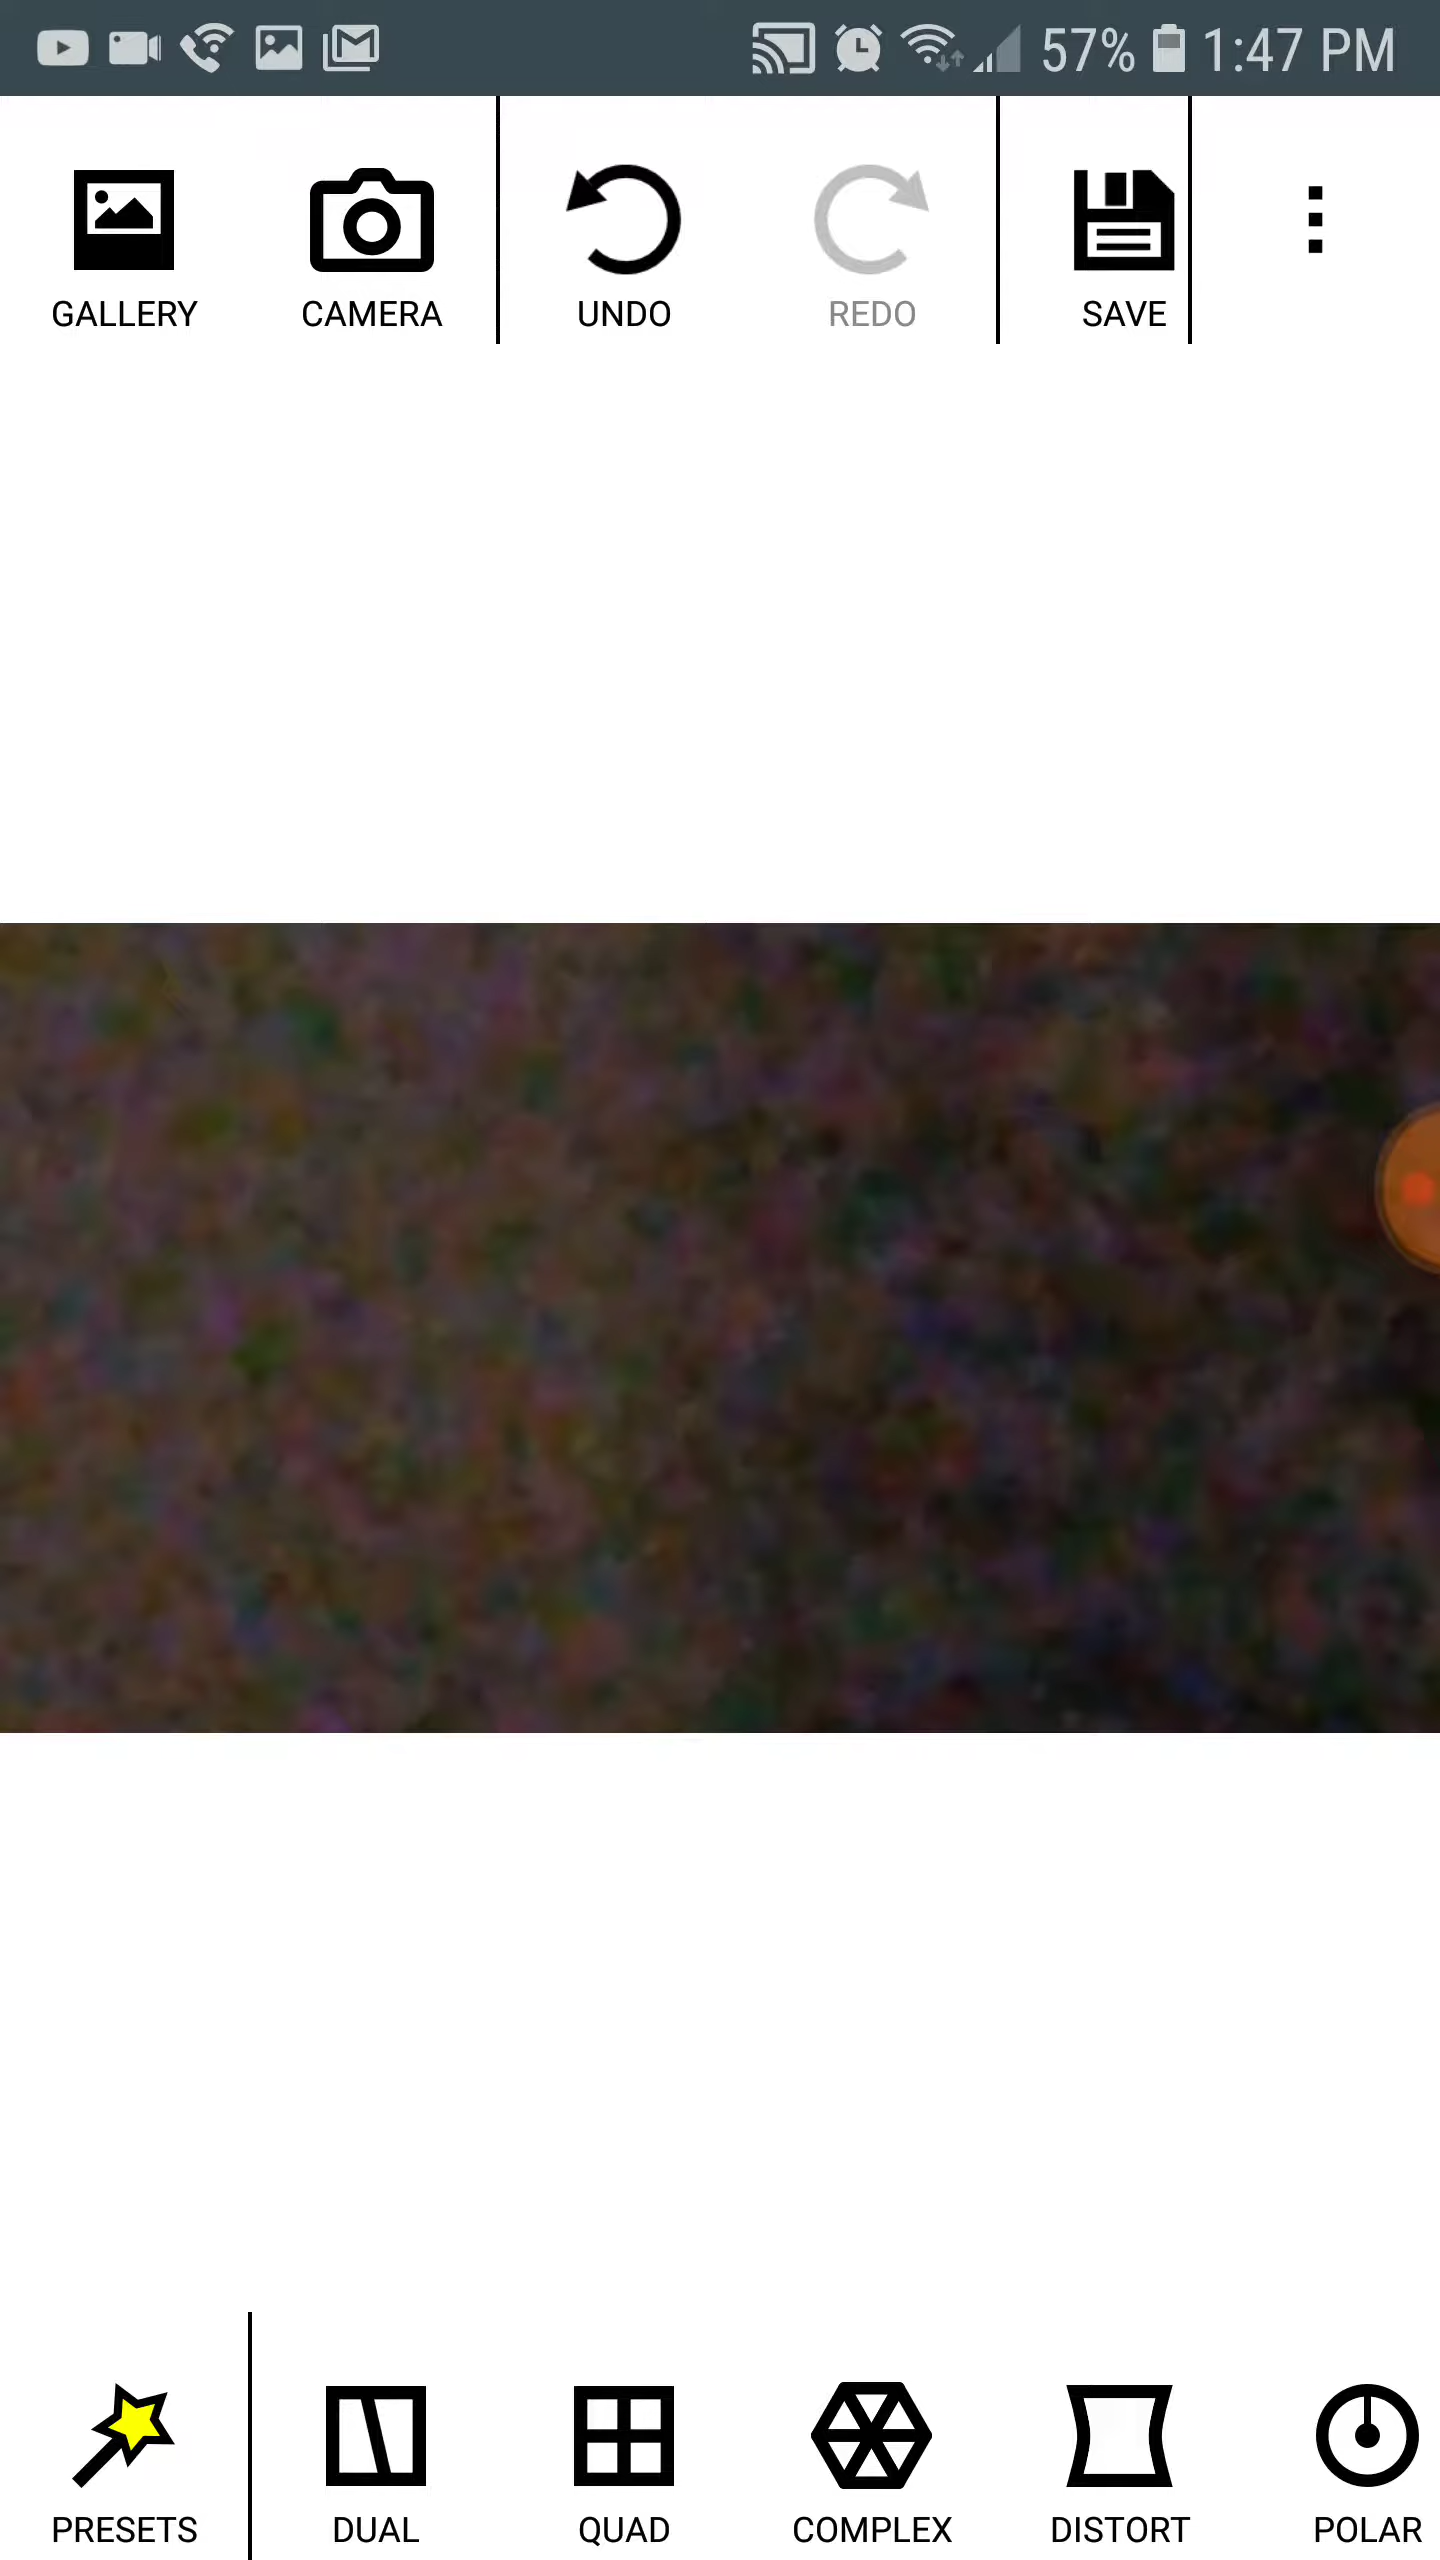 57% 1:47 PM
GALLERY CAMERA UNDO REDO SAVE
PRESETS DUAL QUAD COMPLEX DISTORT POLAR